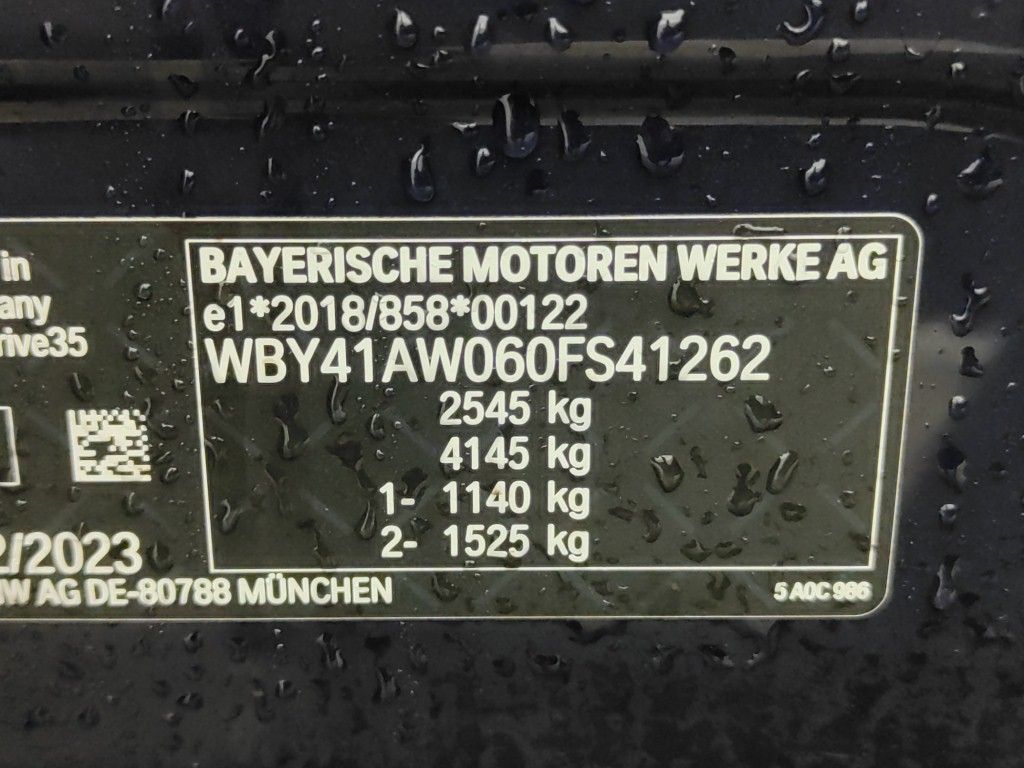 in
any
rive35
2/2023
W AG DE-80788 MÜNCHEN
BAYERISCHE MOTOREN WERKE AG
e1*2018/858*00122
WBY41AW060FS41262
2545 kg
4145 kg
1- 1140 kg
2- 1525 kg
5 A0C 986